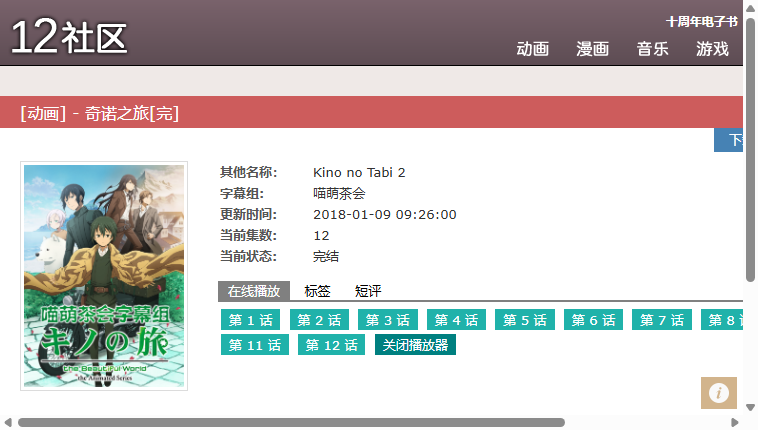 12社区
十周年电子书
动画 漫画 音乐 游戏
[动画] - 奇诺之旅[完]
下
其他名称: Kino no Tabi 2
字幕组: 喵萌茶会
更新时间: 2018-01-09 09:26:00
当前集数: 12
当前状态: 完结
喵萌茶会字幕组
キノの旅
the Beautiful World
the Animated Series
在线播放 标签 短评
第 1 话 第 2 话 第 3 话 第 4 话 第 5 话 第 6 话 第 7 话 第 8
第 11 话 第 12 话 关闭播放器
i